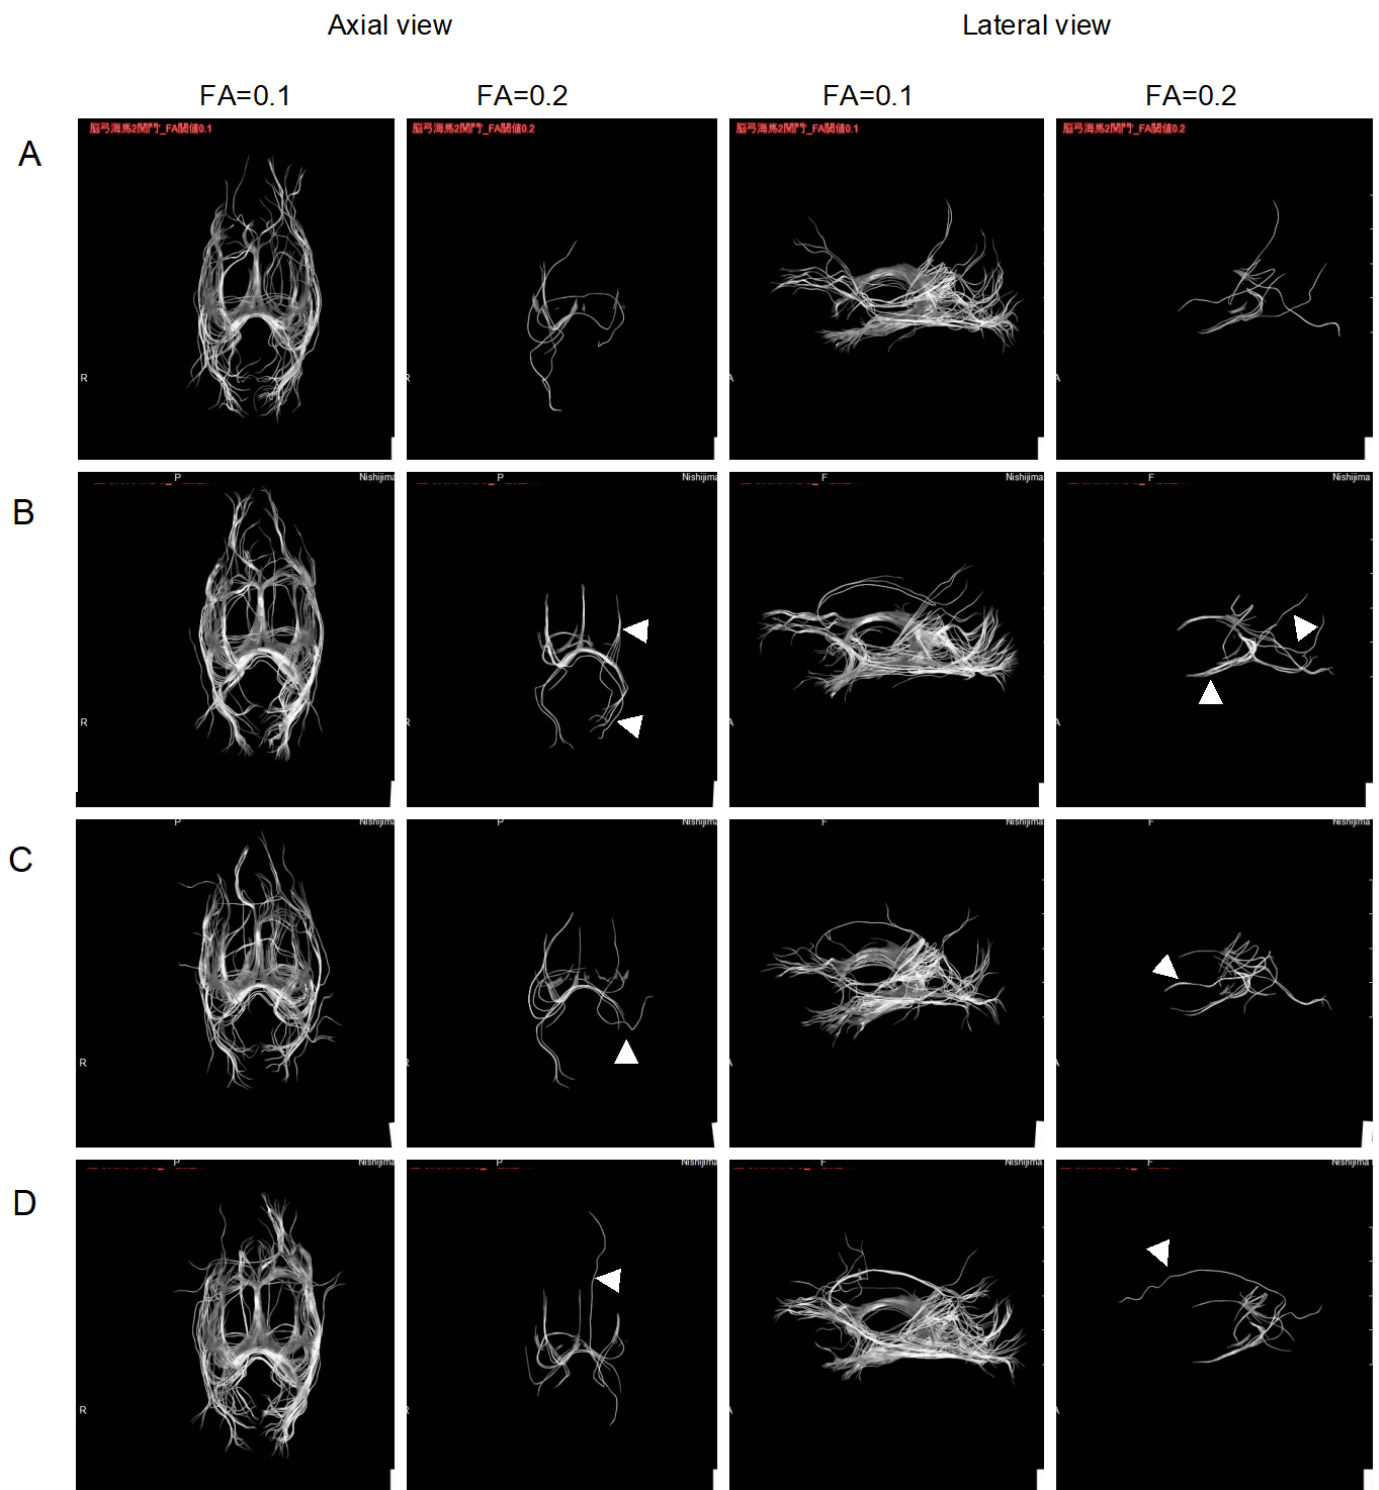 Axial view Lateral view
FA=0.1 FA=0.2 FA=0.1 FA=0.2
A
脳弓海馬2関門_FA閾値0.1 脳弓海馬2関門_FA閾値0.2 脳弓海馬2関門_FA閾値0.1 脳弓海馬2関門_FA閾値0.2
R R A A
B
P Nishijima P Nishijima F Nishijima F Nishijima
R R A A
C
P Nishijima P Nishijima F Nishijima F Nishijima
R R A A
D
P Nishijima P Nishijima F Nishijima F Nishijima
R R A A